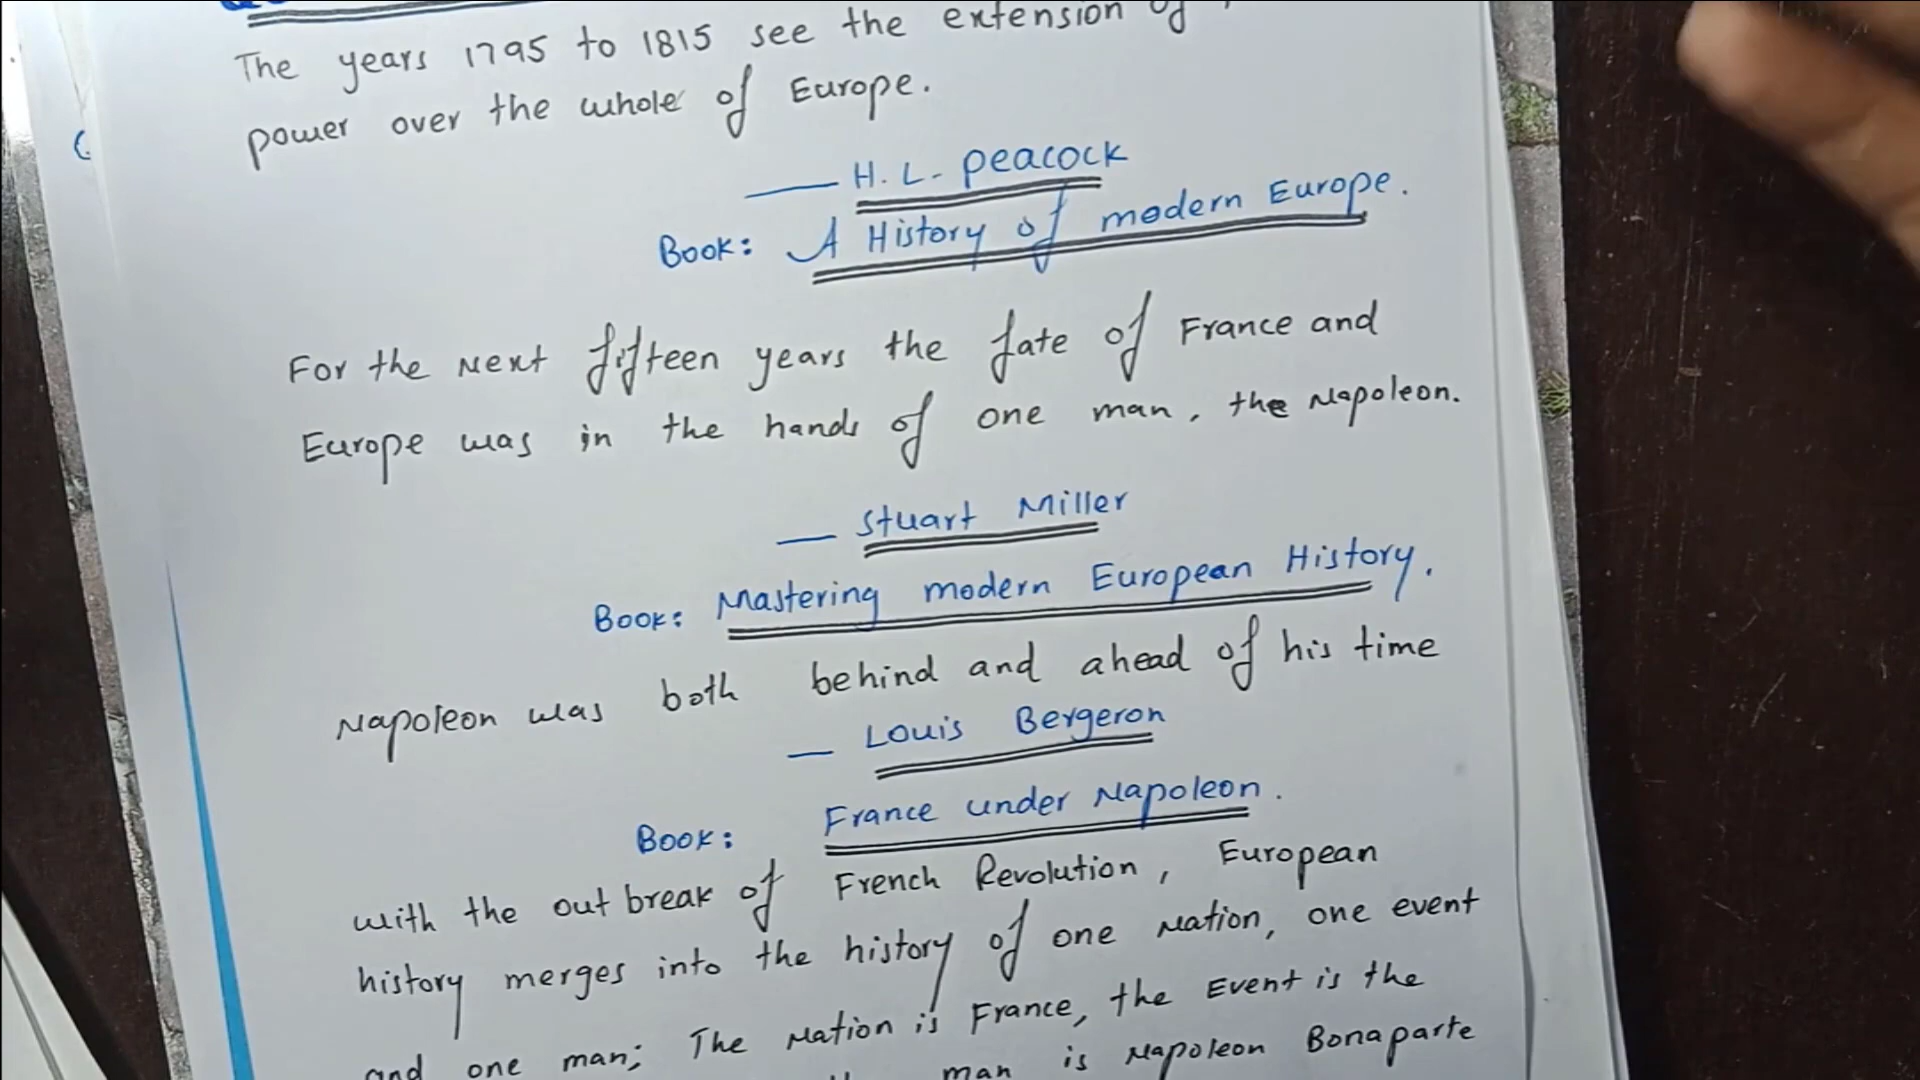 The years 1795 to 1815 see the extension of
power over the whole of Europe.
— H. L. Peacock
Book: A History of modern Europe.
For the Next fifteen years the fate of France and
Europe was in the hands of one man, the Napoleon.
— Stuart Miller
Book: Mastering modern European History.
Napoleon was both behind and ahead of his time
— Louis Bergeron
Book: France under Napoleon.
with the out break of French Revolution, European
history merges into the history of one Nation, one event
and one man; The Nation is France, the Event is the
man is Napoleon Bonaparte